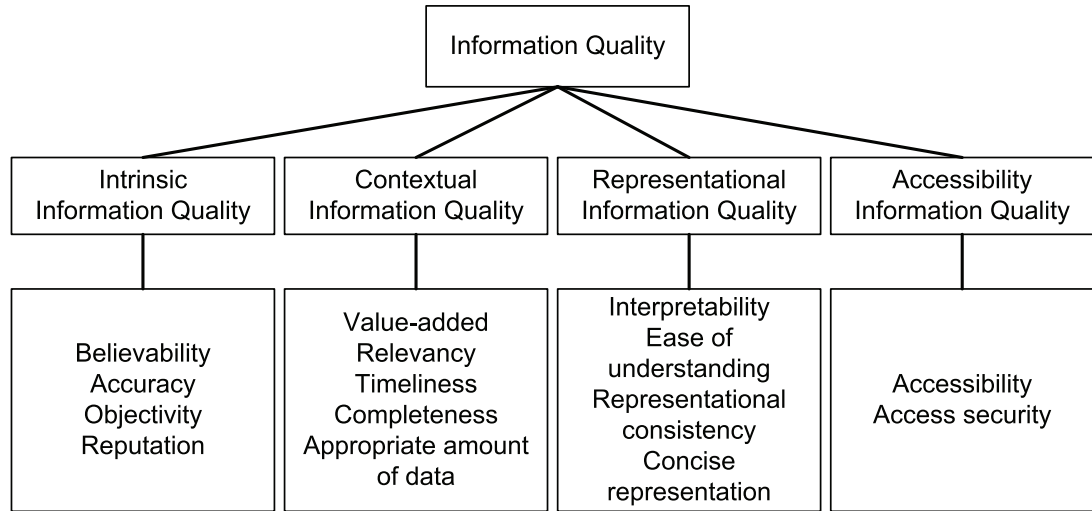 Information Quality
Intrinsic
Information Quality
Contextual
Information Quality
Representational
Information Quality
Accessibility
Information Quality
Believability
Accuracy
Objectivity
Reputation
Value-added
Relevancy
Timeliness
Completeness
Appropriate amount
of data
Interpretability
Ease of
understanding
Representational
consistency
Concise
representation
Accessibility
Access security